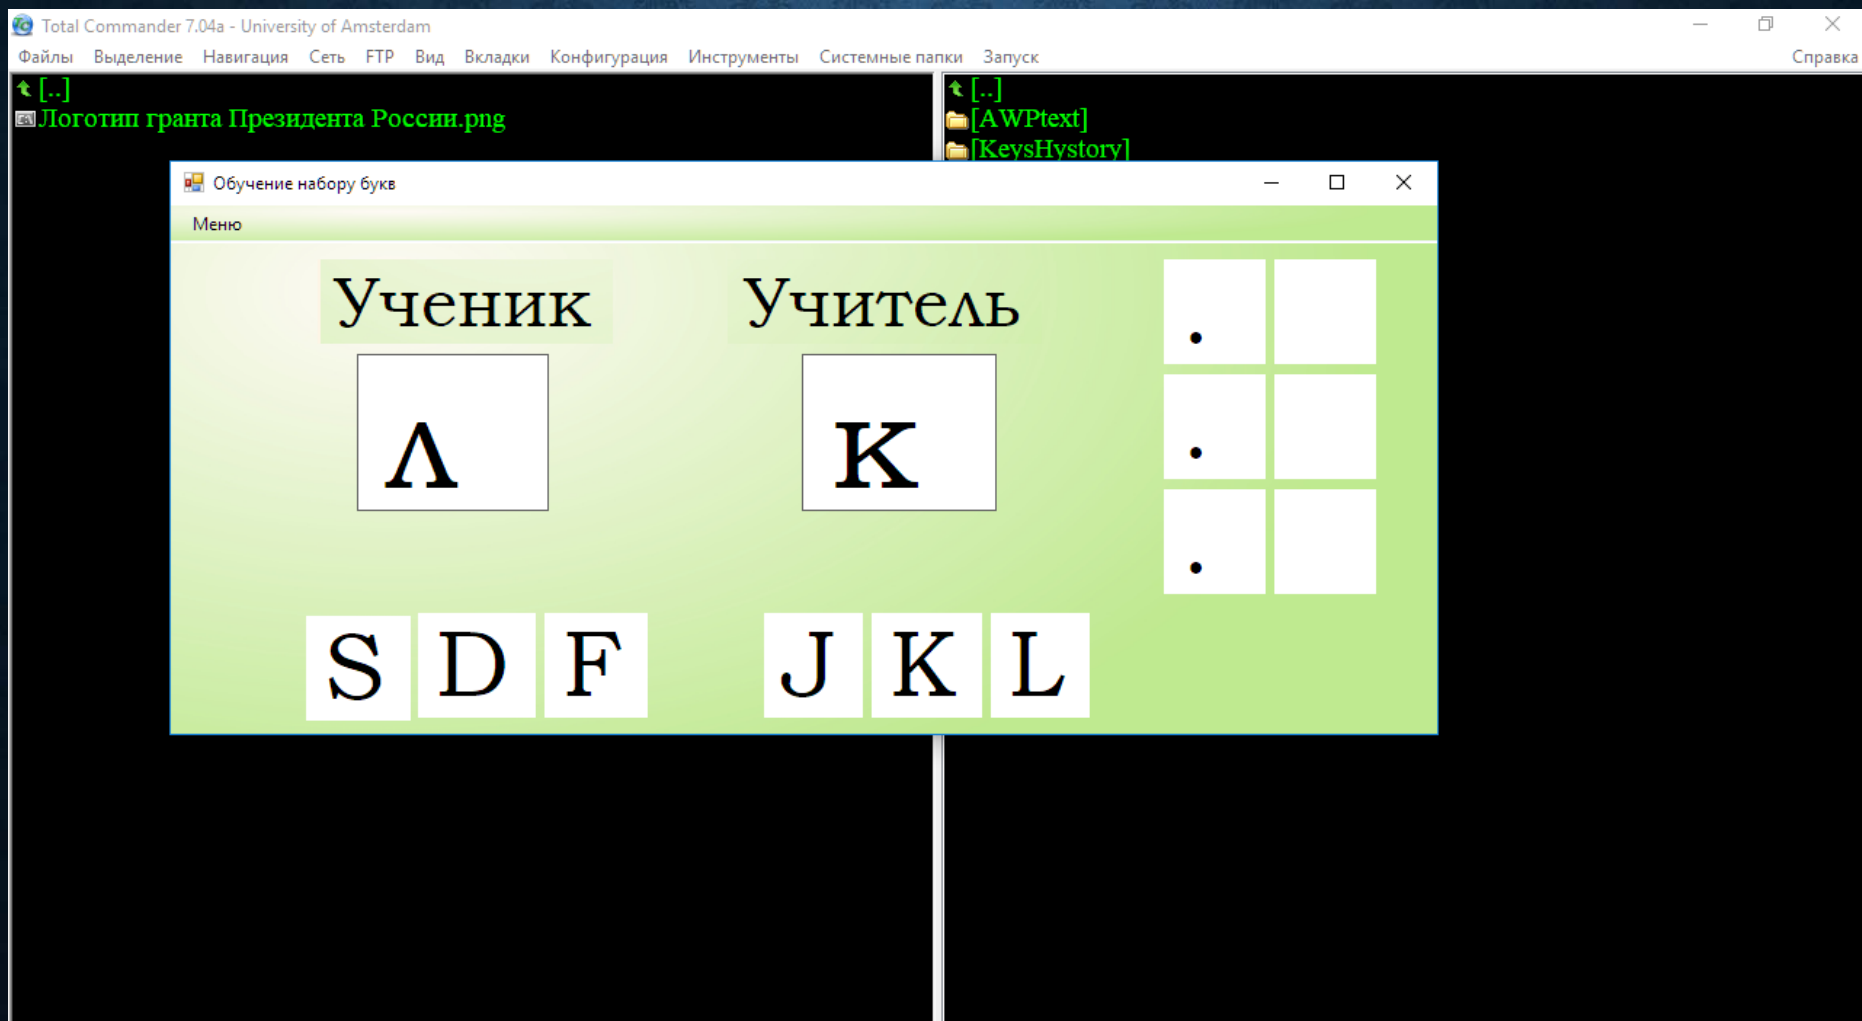 Total Commander 7.04a - University of Amsterdam
Файлы Выделение Навигация Сеть FTP Вид Вкладки Конфигурация Инструменты Системные папки Запуск Справка
[..]
Логотип гранта Президента России.png
[..]
[AWPtext]
[KeysHystory]
Обучение набору букв
Меню
Ученик Учитель
л к
.
.
.
S D F J K L